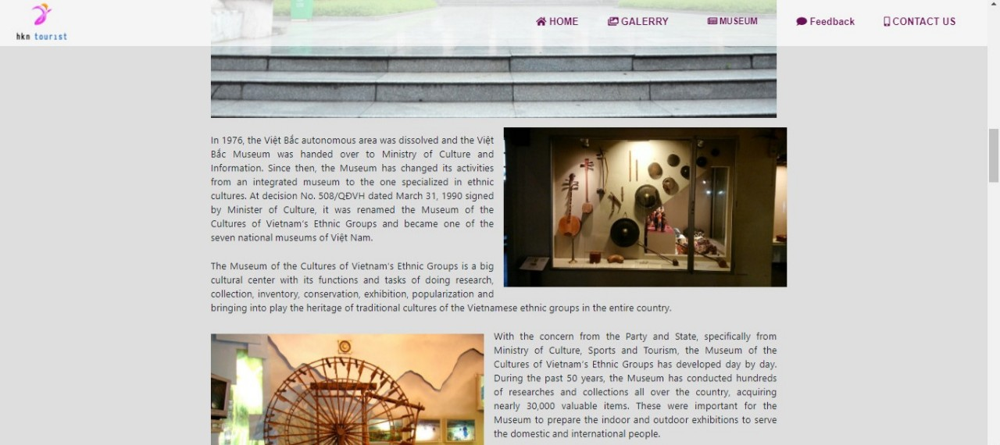 hkn tourist
HOME
GALERRY
MUSEUM
Feedback
CONTACT US
In 1976, the Việt Bắc autonomous area was dissolved and the Việt
Bắc Museum was handed over to Ministry of Culture and
Information. Since then, the Museum has changed its activities
from an integrated museum to the one specialized in ethnic
cultures. At decision No. 508/QĐVH dated March 31, 1990 signed
by Minister of Culture, it was renamed the Museum of the
Cultures of Vietnam's Ethnic Groups and became one of the
seven national museums of Việt Nam.
The Museum of the Cultures of Vietnam's Ethnic Groups is a big
cultural center with its functions and tasks of doing research,
collection, inventory, conservation, exhibition, popularization and
bringing into play the heritage of traditional cultures of the Vietnamese ethnic groups in the entire country.
With the concern from the Party and State, specifically from
Ministry of Culture, Sports and Tourism, the Museum of the
Cultures of Vietnam's Ethnic Groups has developed day by day.
During the past 50 years, the Museum has conducted hundreds
of researches and collections all over the country, acquiring
nearly 30,000 valuable items. These were important for the
Museum to prepare the indoor and outdoor exhibitions to serve
the domestic and international people.